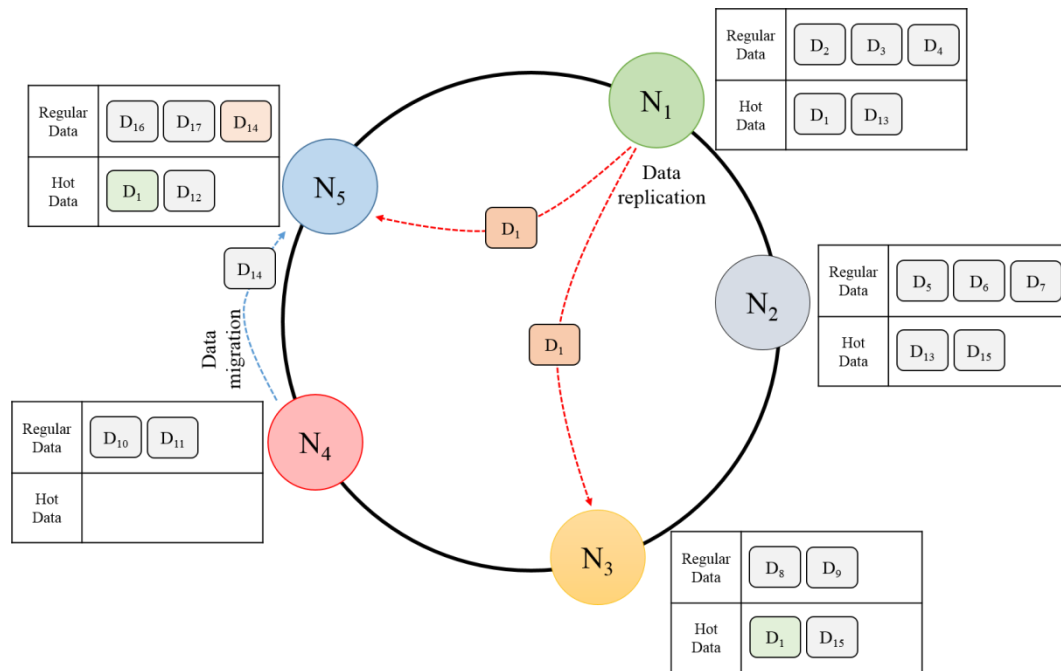 Regular
Data
D₂ D₃ D₄
Hot
Data
D₁ D₁₃
N₁
Data
replication
Regular
Data
D₁₆ D₁₇ D₁₄
Hot
Data
D₁ D₁₂
N₅
D₁
D₁₄
Data
migration
N₂
Regular
Data
D₅ D₆ D₇
Hot
Data
D₁₃ D₁₅
D₁
Regular
Data
D₁₀ D₁₁
Hot
Data
N₄
N₃
Regular
Data
D₈ D₉
Hot
Data
D₁ D₁₅